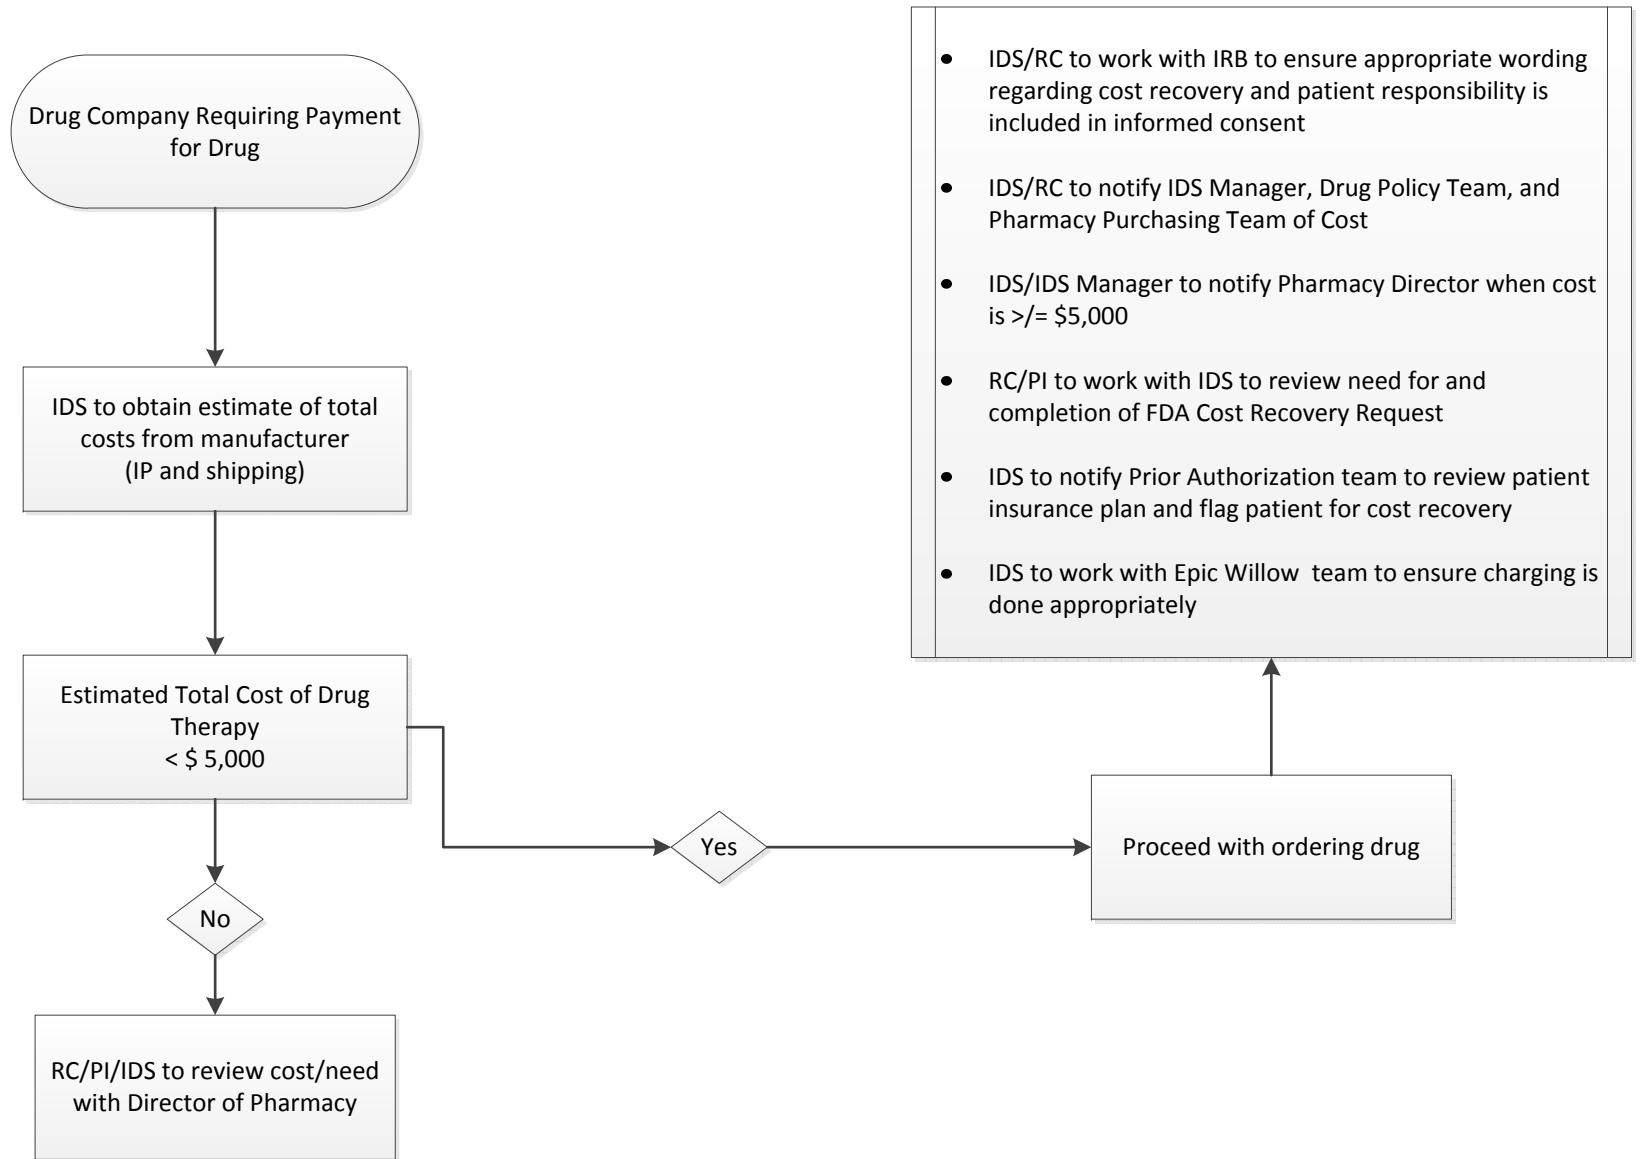 Drug Company Requiring Payment
for Drug
IDS to obtain estimate of total
costs from manufacturer
(IP and shipping)
Estimated Total Cost of Drug
Therapy
< $ 5,000
No
RC/PI/IDS to review cost/need
with Director of Pharmacy
Yes
Proceed with ordering drug
• IDS/RC to work with IRB to ensure appropriate wording
regarding cost recovery and patient responsibility is
included in informed consent
• IDS/RC to notify IDS Manager, Drug Policy Team, and
Pharmacy Purchasing Team of Cost
• IDS/IDS Manager to notify Pharmacy Director when cost
is >/= $5,000
• RC/PI to work with IDS to review need for and
completion of FDA Cost Recovery Request
• IDS to notify Prior Authorization team to review patient
insurance plan and flag patient for cost recovery
• IDS to work with Epic Willow  team to ensure charging is
done appropriately